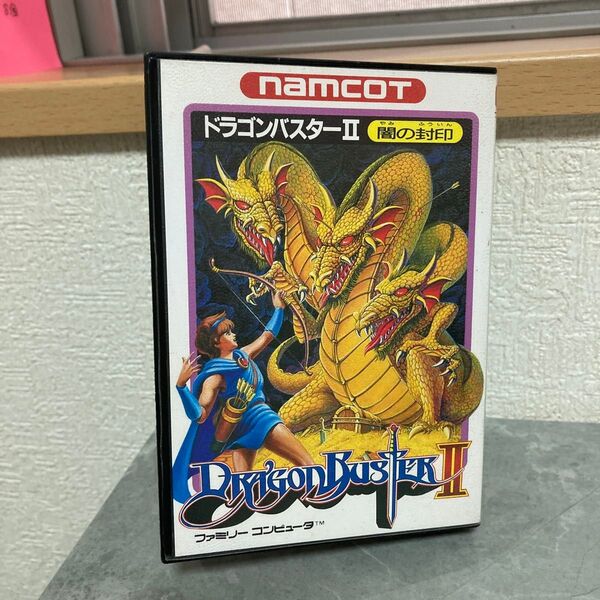 namcot
ドラゴンバスターII
やみ ふういん
闇の封印
DRAGON BUSTER II
ファミリー コンピュータ™